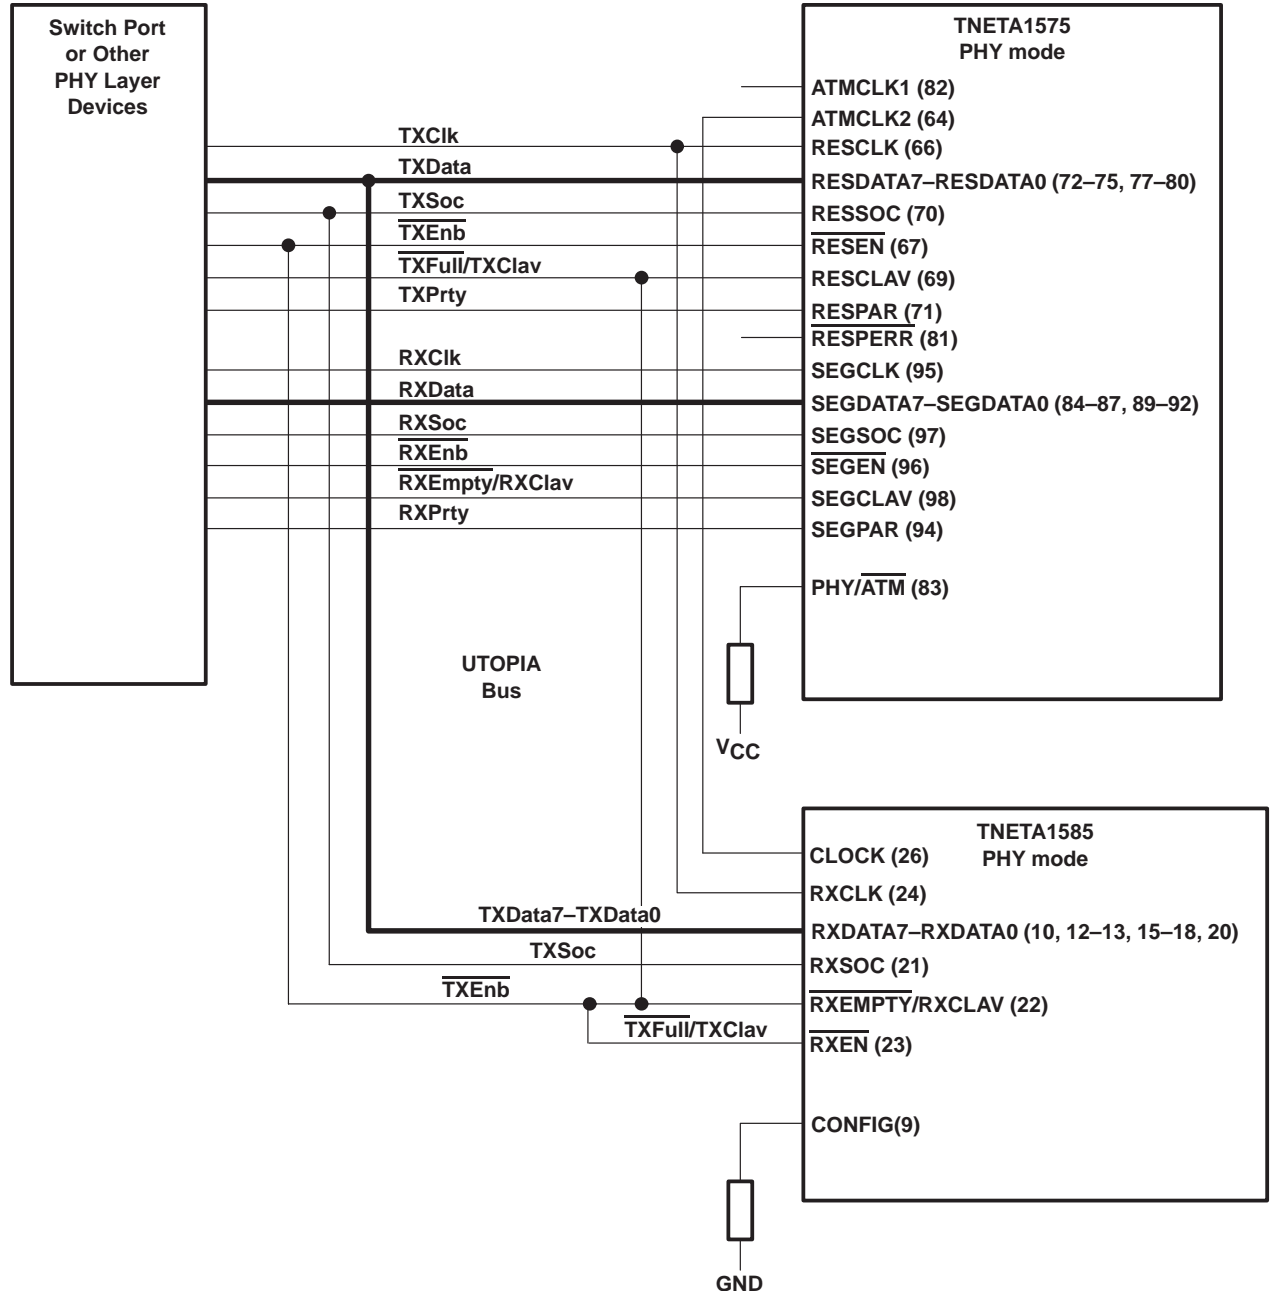 Switch Port
or Other
PHY Layer
Devices
TNETA1575
PHY mode
ATMCLK1 (82)
ATMCLK2 (64)
TXClk
RESCLK (66)
TXData
RESDATA7–RESDATA0 (72–75, 77–80)
TXSoc
RESSOC (70)
TXEnb
RESEN (67)
TXFull/TXClav
RESCLAV (69)
TXPrty
RESPAR (71)
RESPERR (81)
RXClk
SEGCLK (95)
RXData
SEGDATA7–SEGDATA0 (84–87, 89–92)
RXSoc
SEGSOC (97)
RXEnb
SEGEN (96)
RXEmpty/RXClav
SEGCLAV (98)
RXPrty
SEGPAR (94)
PHY/ATM (83)
UTOPIA
Bus
VCC
TNETA1585
PHY mode
CLOCK (26)
RXCLK (24)
TXData7–TXData0
RXDATA7–RXDATA0 (10, 12–13, 15–18, 20)
TXSoc
RXSOC (21)
TXEnb
RXEMPTY/RXCLAV (22)
TXFull/TXClav
RXEN (23)
CONFIG(9)
GND